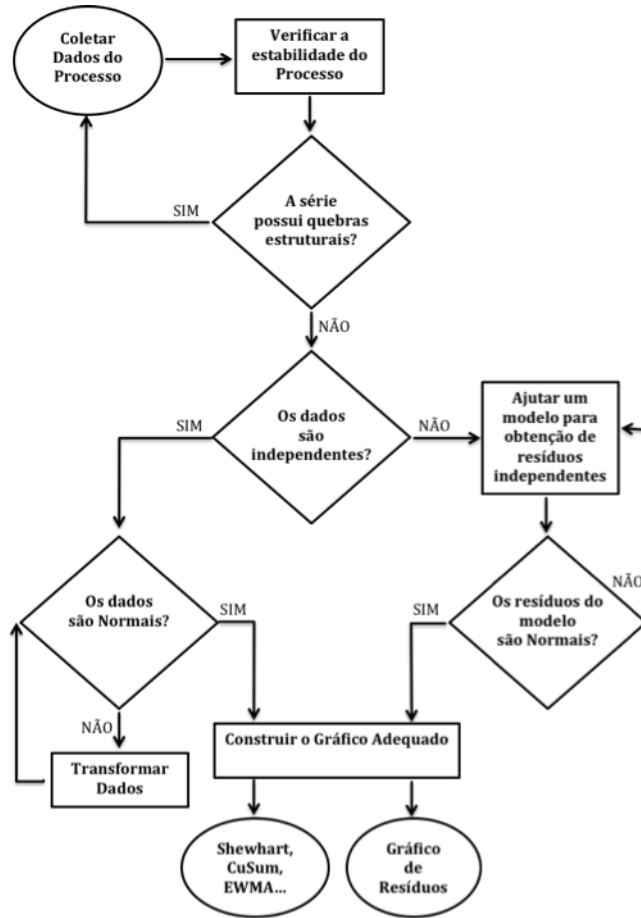 Coletar
Dados do
Processo
Verificar a
estabilidade do
Processo
A série
possui quebras
estruturais?
SIM
NÃO
Os dados
são
independentes?
SIM
NÃO
Ajutar um
modelo para
obtenção de
resíduos
independentes
Os dados
são Normais?
SIM
NÃO
Transformar
Dados
Os resíduos do
modelo
são Normais?
SIM
NÃO
Construir o Gráfico Adequado
Shewhart,
CuSum,
EWMA...
Gráfico
de
Resíduos